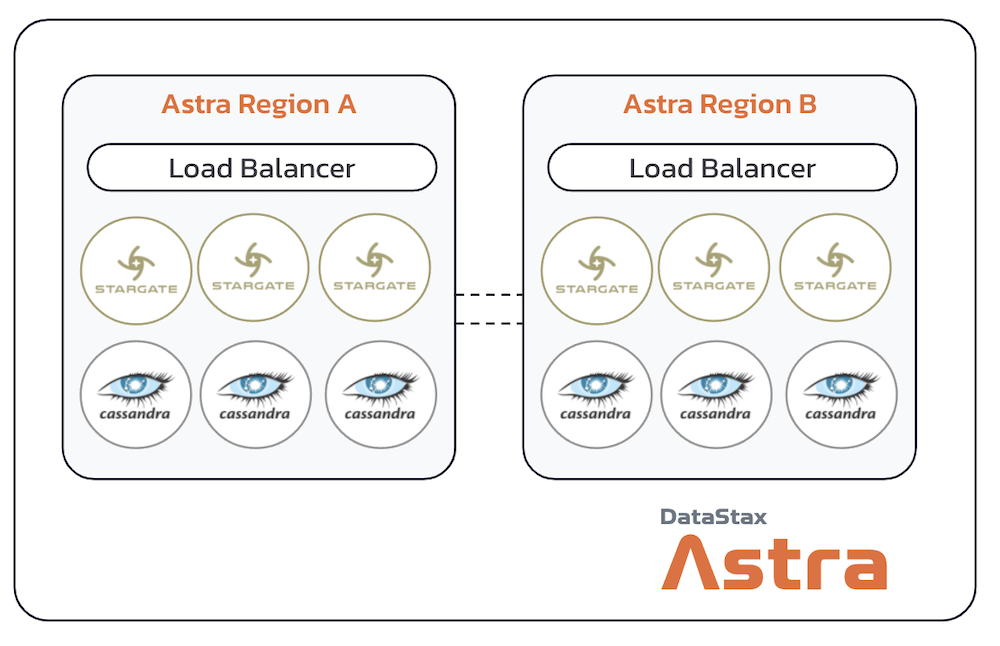 Astra Region A
Load Balancer
STARGATE
STARGATE
STARGATE
cassandra
cassandra
cassandra
Astra Region B
Load Balancer
STARGATE
STARGATE
STARGATE
cassandra
cassandra
cassandra
DataStax
Astra